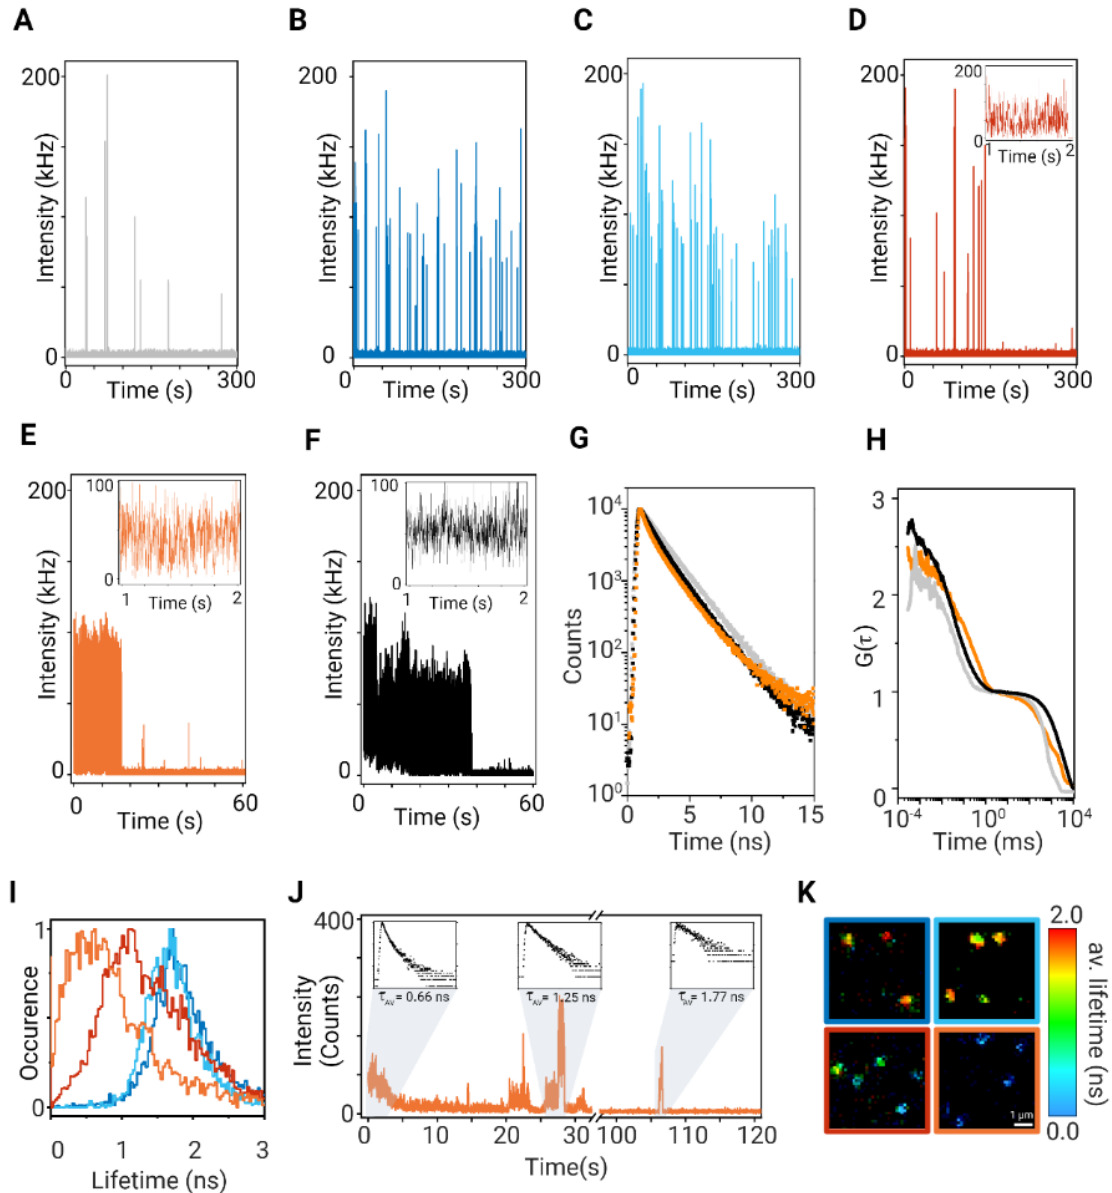 A
B
C
D
200
Intensity (kHz)
0
0
300
Time (s)
200
Intensity (kHz)
0
0
300
Time (s)
200
Intensity (kHz)
0
0
300
Time (s)
200
Intensity (kHz)
0
0
300
Time (s)
200
0
1
Time (s)
2
E
F
G
H
200
Intensity (kHz)
0
0
60
Time (s)
100
0
1
2
Time (s)
200
Intensity (kHz)
0
0
60
Time (s)
100
0
1
2
Time (s)
10⁴
10³
10²
10¹
10⁰
Counts
0
5
10
15
Time (ns)
3
2
1
0
G(τ)
10⁻⁴
10⁰
10⁴
Time (ms)
I
J
K
1
Occurence
0
0
1
2
3
Lifetime (ns)
400
Intensity
(Counts)
0
τAV= 0.66 ns
τAV= 1.25 ns
τAV= 1.77 ns
0
10
20
30
100
110
120
Time(s)
2.0
av. lifetime (ns)
0.0
1 µm